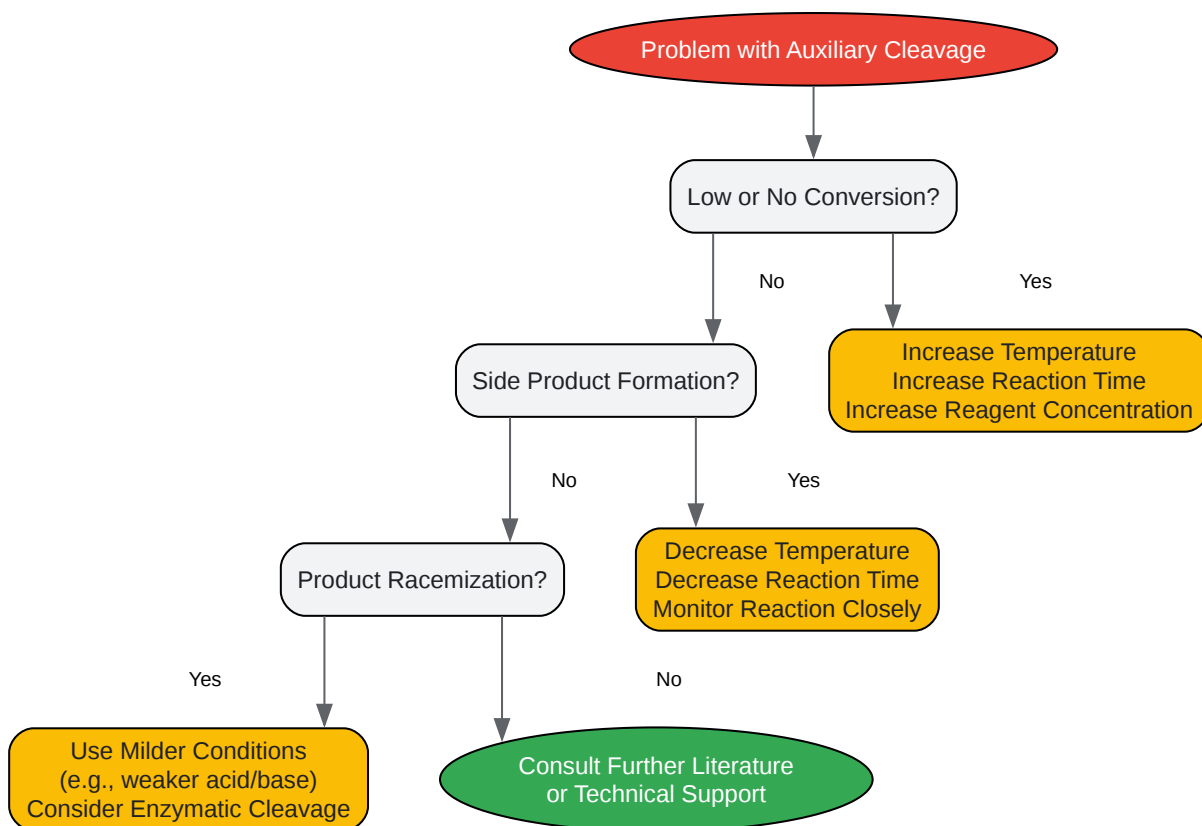 Problem with Auxiliary Cleavage
Low or No Conversion?
No
Yes
Increase Temperature
Increase Reaction Time
Increase Reagent Concentration
Side Product Formation?
No
Yes
Decrease Temperature
Decrease Reaction Time
Monitor Reaction Closely
Product Racemization?
Yes
No
Use Milder Conditions
(e.g., weaker acid/base)
Consider Enzymatic Cleavage
Consult Further Literature
or Technical Support